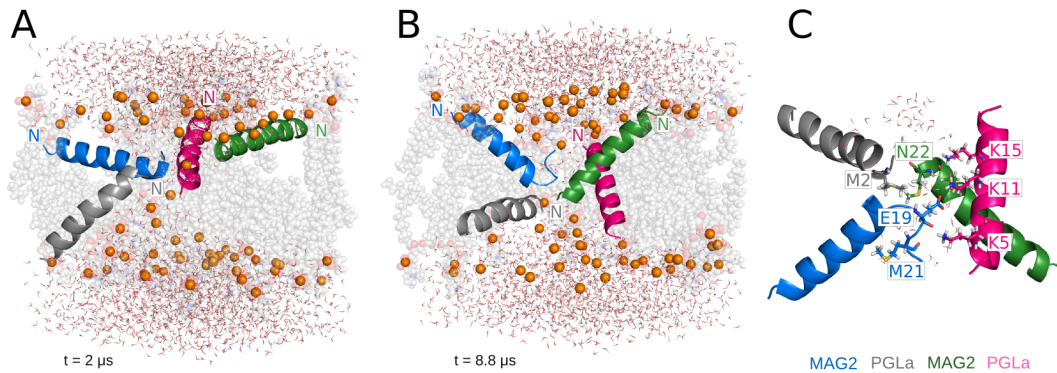 A
B
C
N
N
N
N
N
N
N
N
t = 2 μs
t = 8.8 μs
N22
K15
M2
K11
E19
K5
M21
MAG2 PGLa MAG2 PGLa